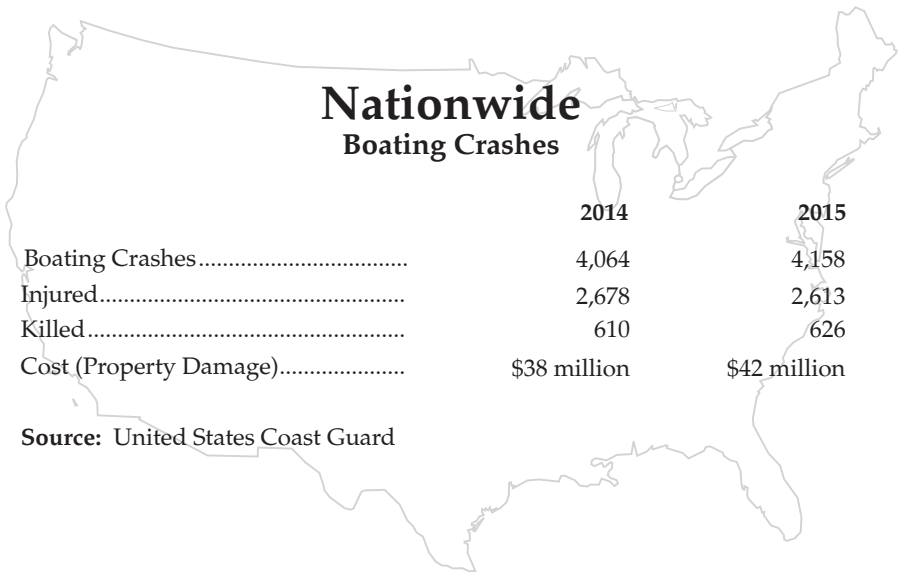 Nationwide
Boating Crashes
2014 2015
Boating Crashes.................................. 4,064 4,158
Injured.................................................. 2,678 2,613
Killed.................................................... 610 626
Cost (Property Damage)..................... $38 million $42 million
Source: United States Coast Guard